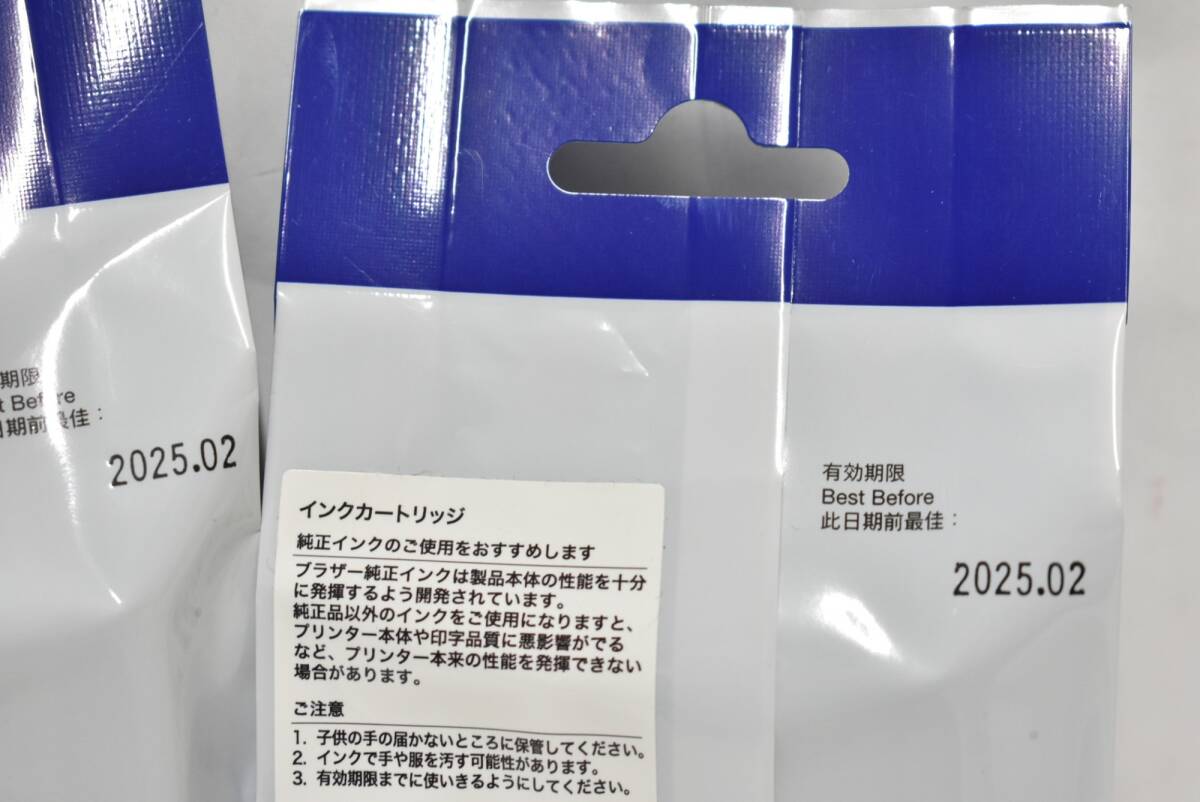 期限
Before
日期前最佳：
2025.02
インクカートリッジ
純正インクのご使用をおすすめします
ブラザー純正インクは製品本体の性能を十分
に発揮するよう開発されています。
純正品以外のインクをご使用になりますと、
プリンター本体や印字品質に悪影響がでる
など、プリンター本来の性能を発揮できない
場合があります。
ご注意
1. 子供の手の届かないところに保管してください。
2. インクで手や服を汚す可能性があります。
3. 有効期限までに使いきるようにしてください。
有効期限
Best Before
此日期前最佳：
2025.02